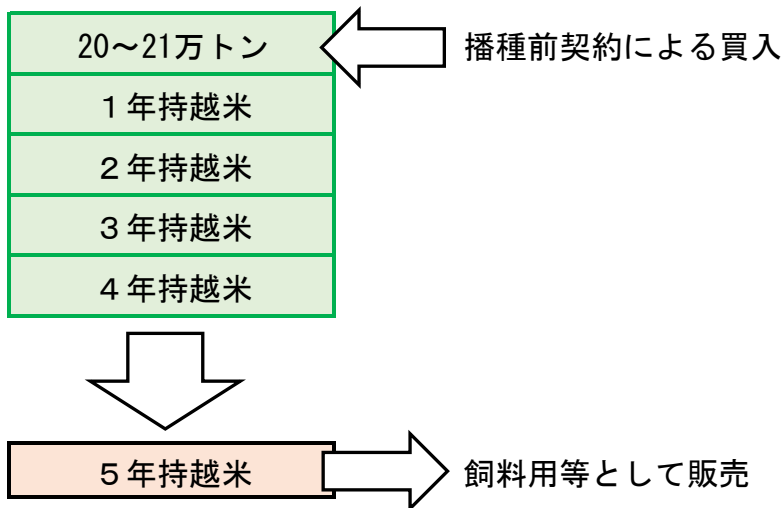 20～21万トン
播種前契約による買入
１年持越米
２年持越米
３年持越米
４年持越米
５年持越米
飼料用等として販売